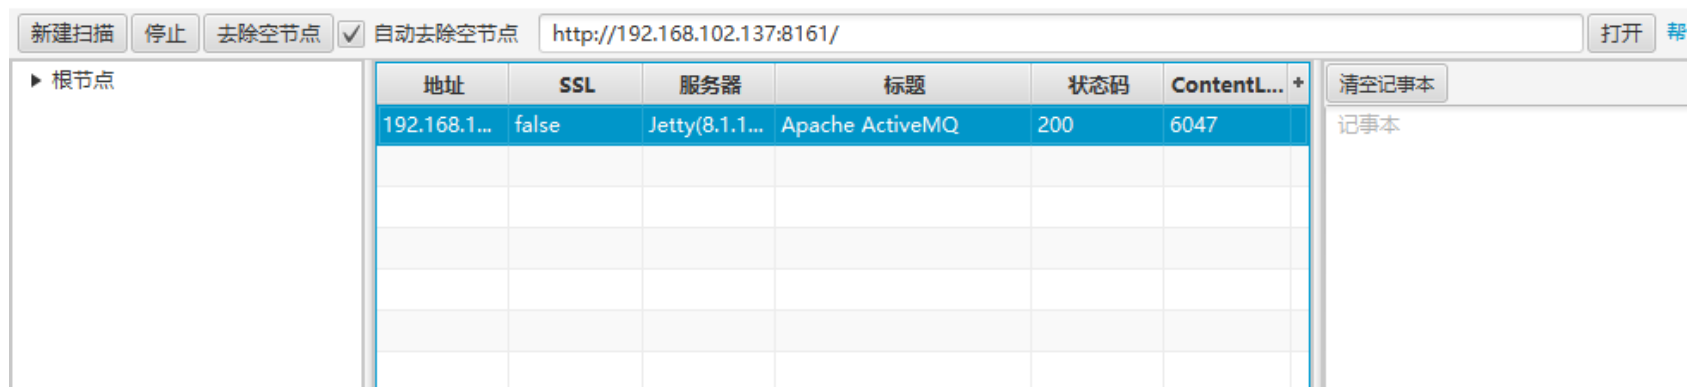 新建扫描 停止 去除空节点 自动去除空节点 http://192.168.102.137:8161/ 打开 帮
根节点
地址 SSL 服务器 标题 状态码 ContentL... +
192.168.1... false Jetty(8.1.1... Apache ActiveMQ 200 6047
清空记事本
记事本